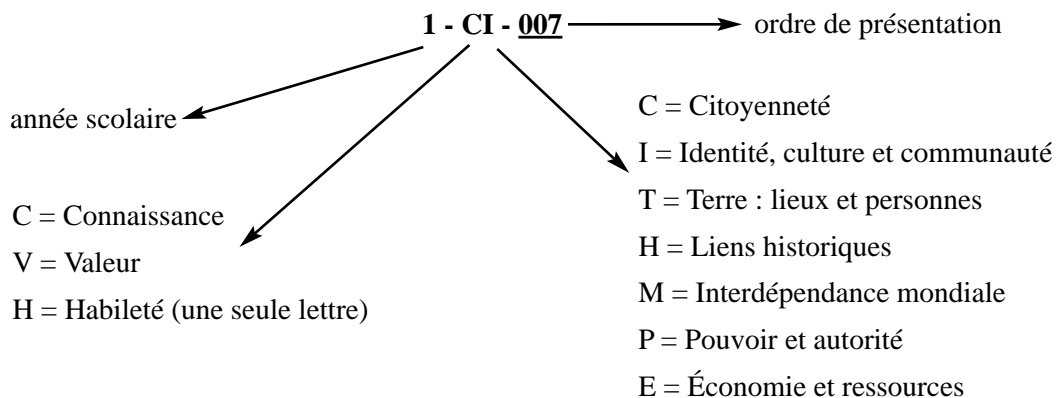 1 - CI - 007
ordre de présentation
année scolaire
C = Connaissance
V = Valeur
H = Habileté (une seule lettre)
C = Citoyenneté
I = Identité, culture et communauté
T = Terre : lieux et personnes
H = Liens historiques
M = Interdépendance mondiale
P = Pouvoir et autorité
E = Économie et ressources